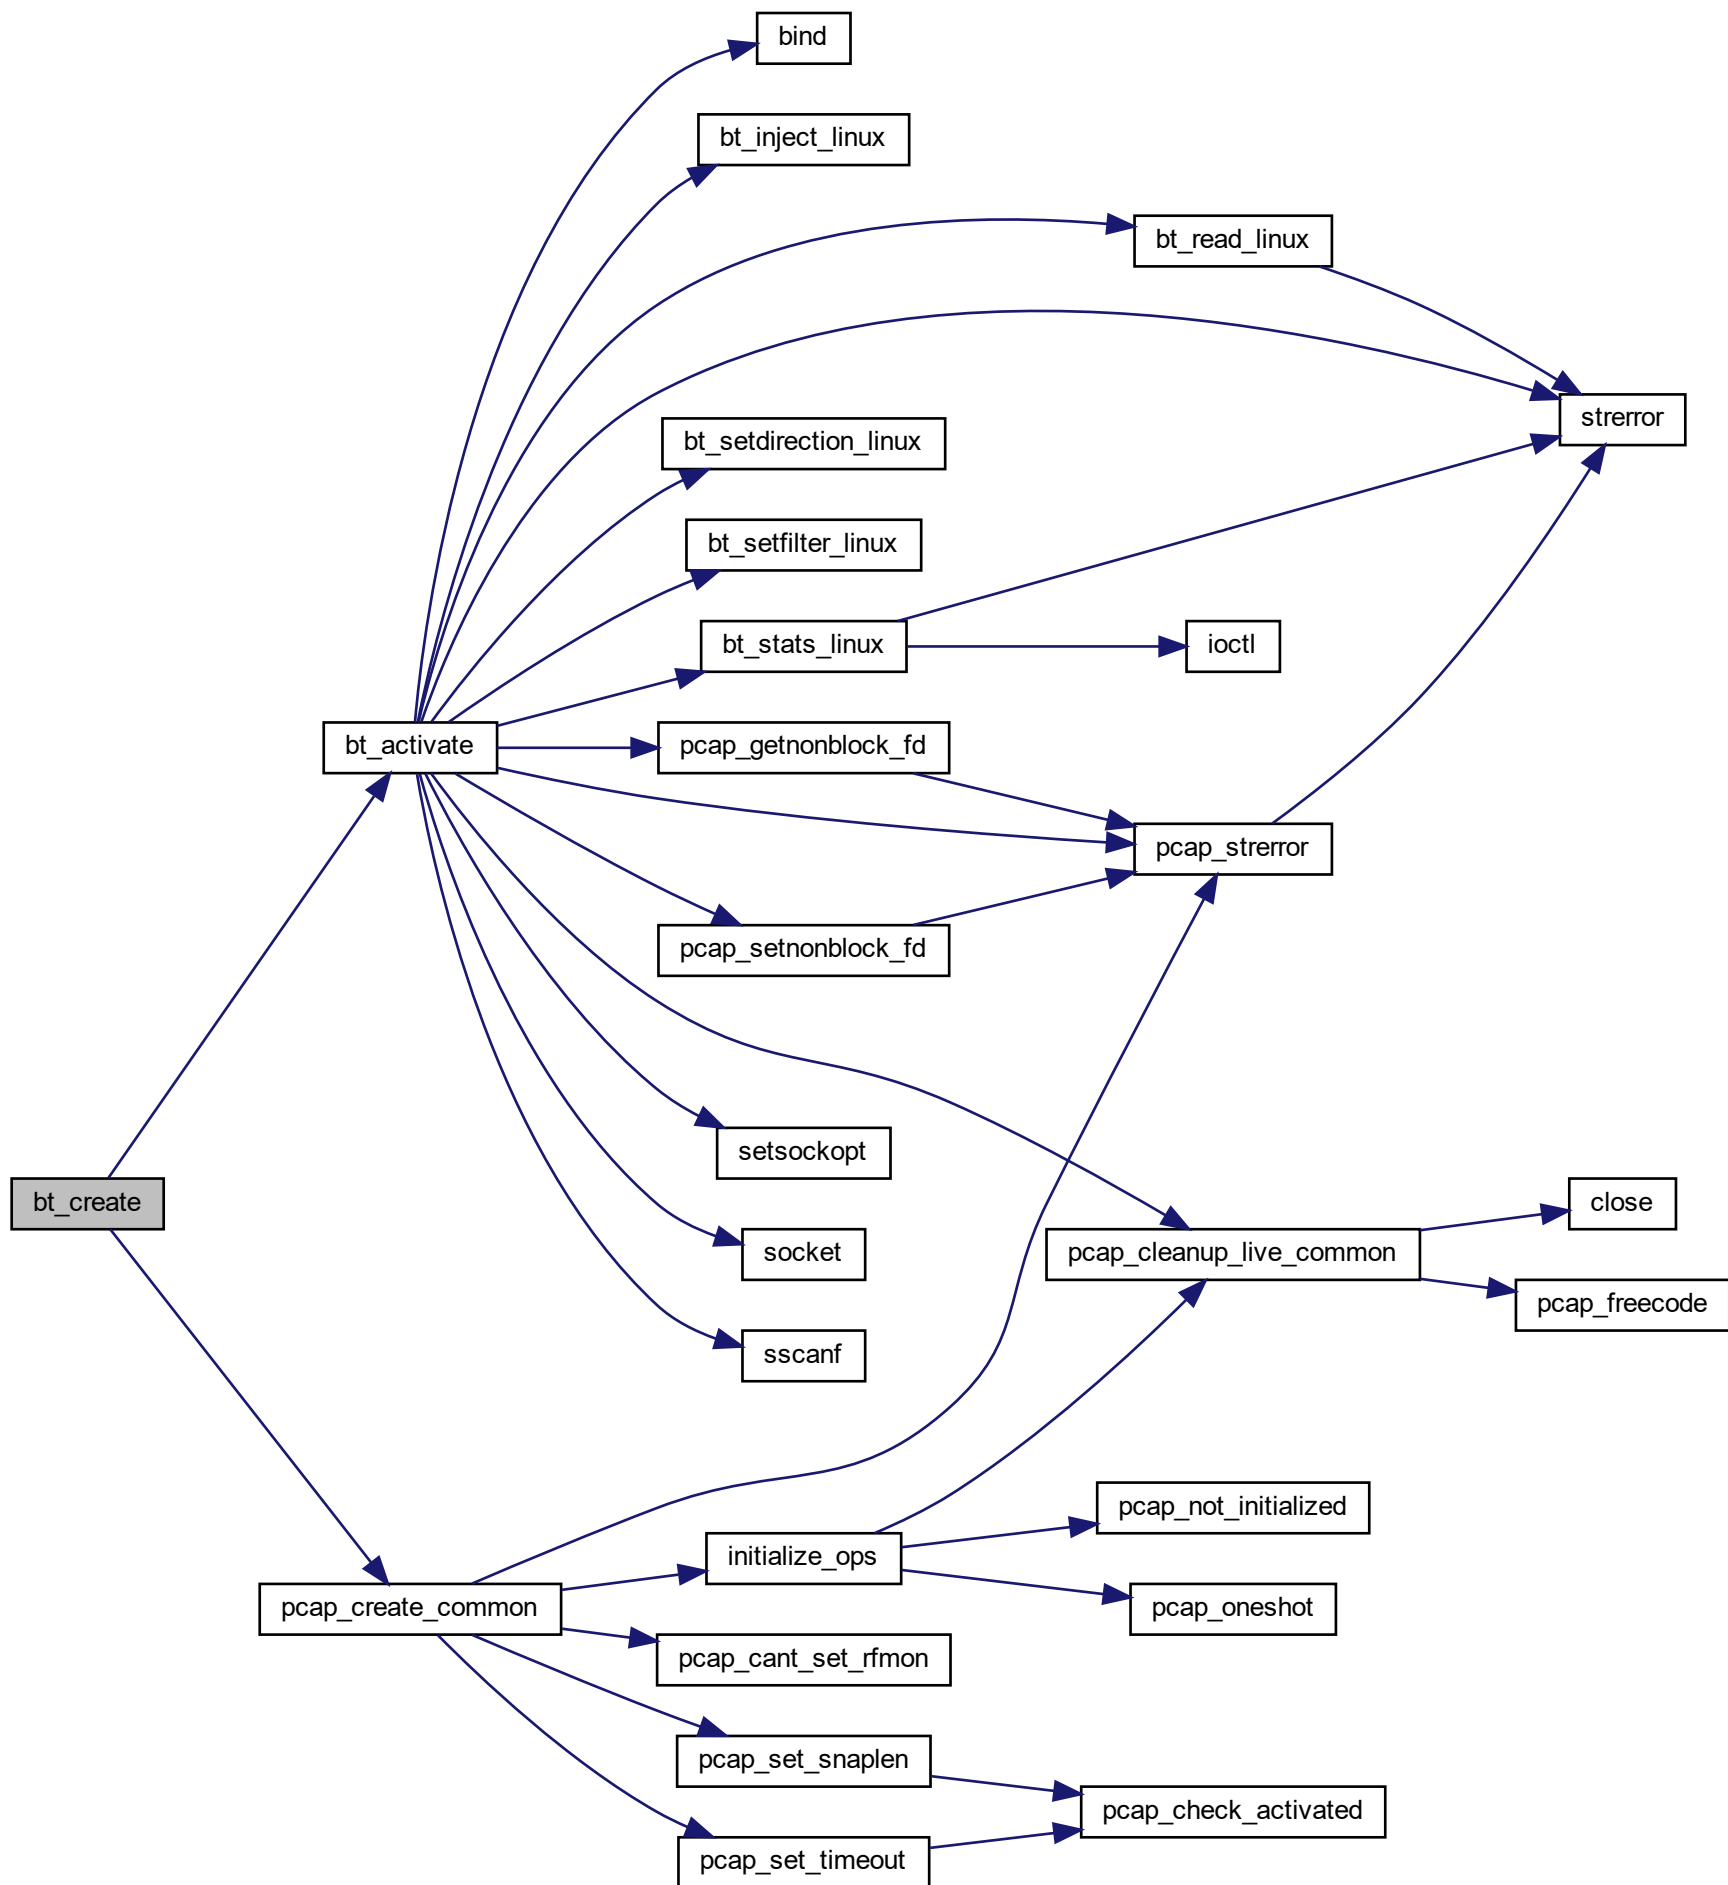 bind
bt_inject_linux
bt_read_linux
strerror
bt_setdirection_linux
bt_setfilter_linux
bt_stats_linux
ioctl
bt_activate
pcap_getnonblock_fd
pcap_strerror
pcap_setnonblock_fd
setsockopt
bt_create
close
socket
pcap_cleanup_live_common
pcap_freecode
sscanf
pcap_not_initialized
initialize_ops
pcap_create_common
pcap_oneshot
pcap_cant_set_rfmon
pcap_set_snaplen
pcap_check_activated
pcap_set_timeout